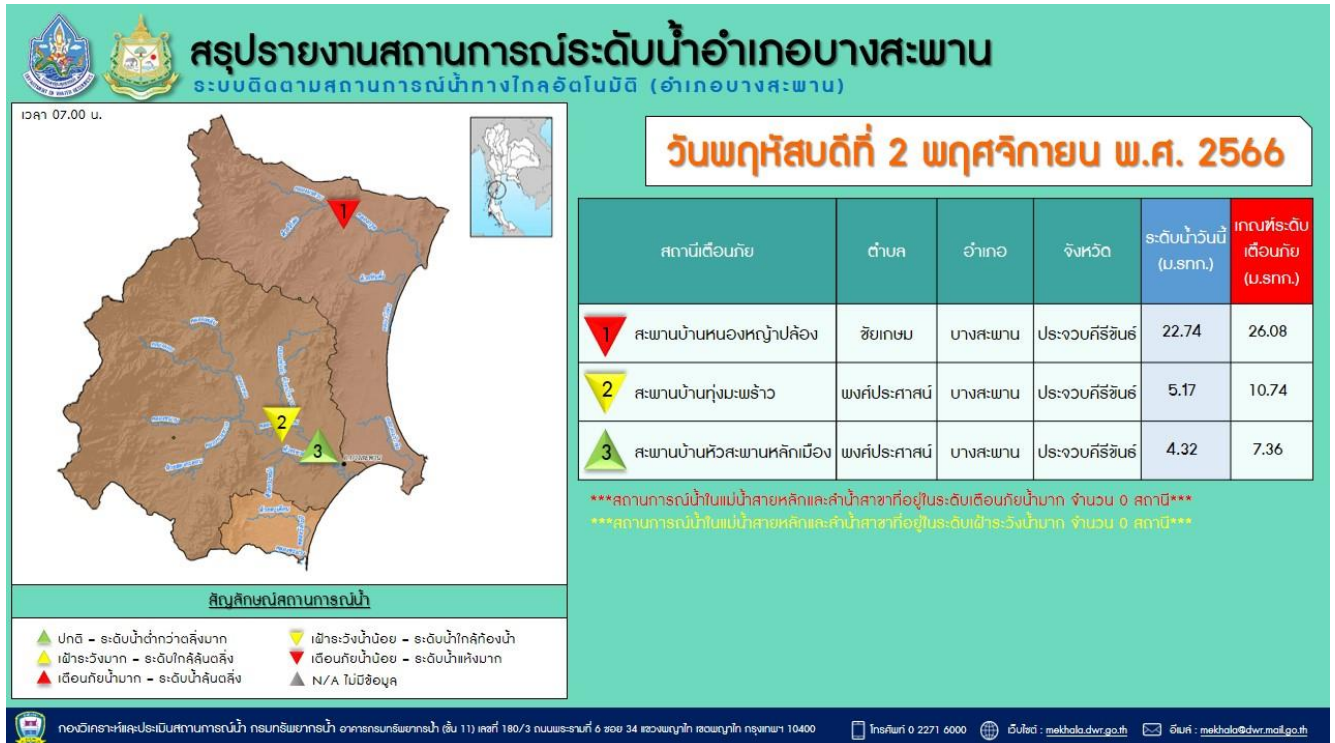 สรุปรายงานสถานการณ์ระดับน้ำอำเภอบางสะพาน
ระบบติดตามสถานการณ์น้ำทางไกลอัตโนมัติ (อำเภอบางสะพาน)
เวลา 07.00 น.
วันพฤหัสบดีที่ 2 พฤศจิกายน พ.ศ. 2566
สถานีเตือนภัย ตำบล อำเภอ จังหวัด ระดับน้ำวันนี้ (ม.รทก.) เกณฑ์ระดับเตือนภัย (ม.รทก.)
1 สะพานบ้านหนองหญ้าปล้อง ชัยเกษม บางสะพาน ประจวบคีรีขันธ์ 22.74 26.08
2 สะพานบ้านทุ่งมะพร้าว พงศ์ประศาสน์ บางสะพาน ประจวบคีรีขันธ์ 5.17 10.74
3 สะพานบ้านหัวสะพานหลักเมือง พงศ์ประศาสน์ บางสะพาน ประจวบคีรีขันธ์ 4.32 7.36
***สถานการณ์น้ำในแม่น้ำสายหลักและลำน้ำสาขาที่อยู่ในระดับเตือนภัยน้ำมาก จำนวน 0 สถานี***
***สถานการณ์น้ำในแม่น้ำสายหลักและลำน้ำสาขาที่อยู่ในระดับเฝ้าระวังน้ำมาก จำนวน 0 สถานี***
1
2
3
สัญลักษณ์สถานการณ์น้ำ
ปกติ - ระดับน้ำต่ำกว่าตลิ่งมาก
เฝ้าระวังมาก - ระดับใกล้ล้นตลิ่ง
เตือนภัยน้ำมาก - ระดับน้ำล้นตลิ่ง
เฝ้าระวังน้ำน้อย - ระดับน้ำใกล้ท้องน้ำ
เตือนภัยน้ำน้อย - ระดับน้ำแห้งมาก
N/A ไม่มีข้อมูล
กองวิเคราะห์และประเมินสถานการณ์น้ำ กรมทรัพยากรน้ำ อาคารกรมทรัพยากรน้ำ (ชั้น 11) เลขที่ 180/3 ถนนพระรามที่ 6 ซอย 34 แขวงพญาไท เขตพญาไท กรุงเทพฯ 10400 โทรศัพท์ 0 2271 6000 เว็บไซต์ : mekhala.dwr.go.th อีเมล์ : mekhala@dwr.mail.go.th